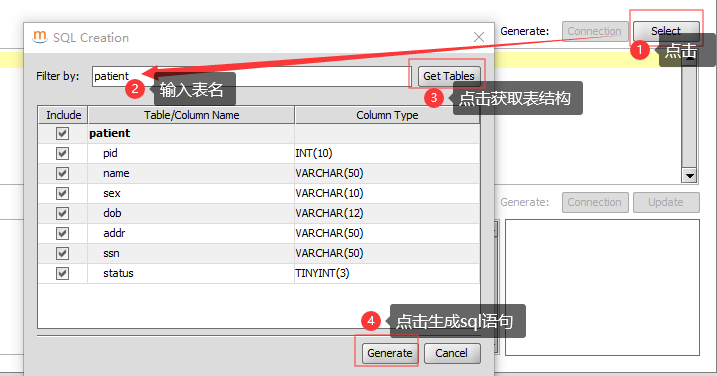 SQL Creation
Generate: Connection Select
1 点击
Filter by: patient Get Tables
2 输入表名
3 点击获取表结构
Include Table/Column Name Column Type
patient
pid INT(10)
name VARCHAR(50)
sex VARCHAR(10)
dob VARCHAR(12)
addr VARCHAR(50)
ssn VARCHAR(50)
status TINYINT(3)
Generate: Connection Update
4 点击生成sql语句
Generate Cancel